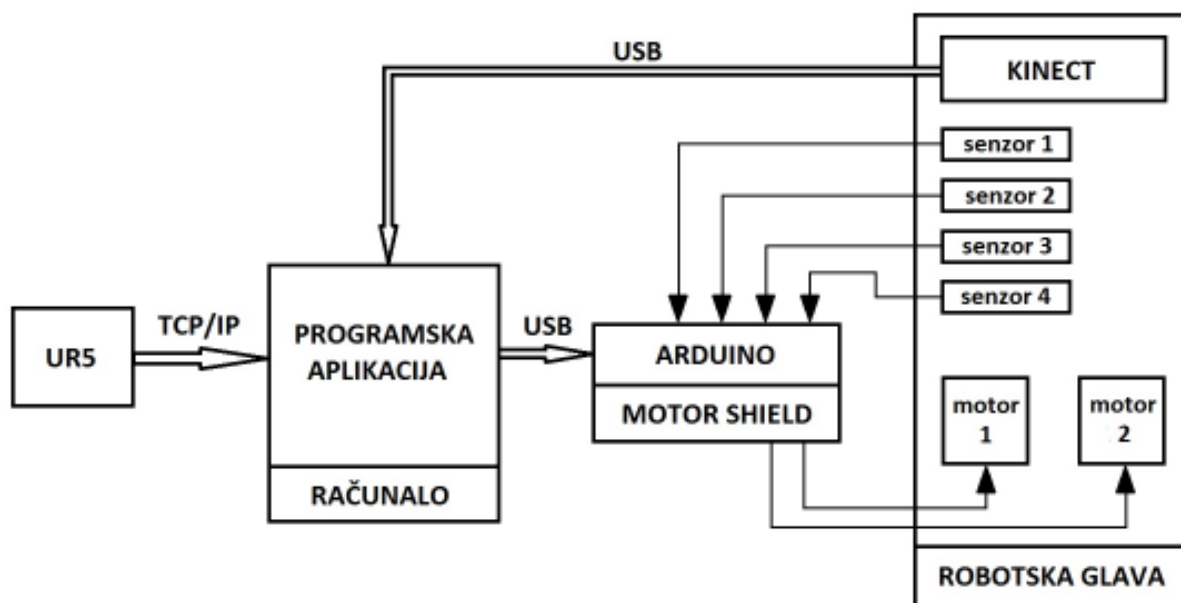 USB
KINECT
senzor 1
senzor 2
senzor 3
senzor 4
UR5
TCP/IP
PROGRAMSKA
APLIKACIJA
RAČUNALO
USB
ARDUINO
MOTOR SHIELD
motor
1
motor
2
ROBOTSKA GLAVA